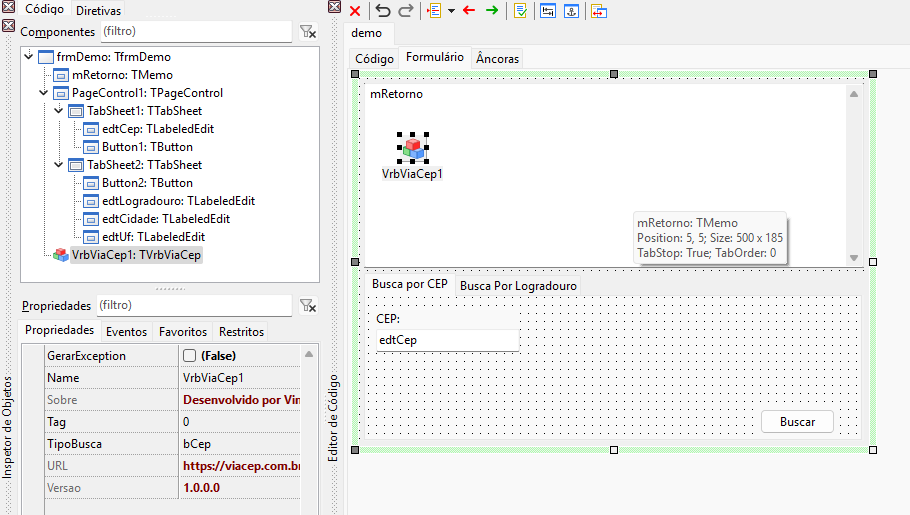 Código Diretivas
Componentes (filtro)
frmDemo: TfrmDemo
mRetorno: TMemo
PageControl1: TPageControl
TabSheet1: TTabSheet
edtCep: TLabeledEdit
Button1: TButton
TabSheet2: TTabSheet
Button2: TButton
edtLogradouro: TLabeledEdit
edtCidade: TLabeledEdit
edtUf: TLabeledEdit
VrbViaCep1: TVrbViaCep
Propriedades (filtro)
Propriedades Eventos Favoritos Restritos
GerarException (False)
Name VrbViaCep1
Sobre Desenvolvido por Vin
Tag 0
TipoBusca bCep
URL https://viacep.com.br
Versao 1.0.0.0
Inspetor de Objetos
Editor de Código
demo
Código Formulário Âncoras
mRetorno
VrbViaCep1
mRetorno: TMemo
Position: 5, 5; Size: 500 x 185
TabStop: True; TabOrder: 0
Busca por CEP Busca Por Logradouro
CEP:
edtCep
Buscar